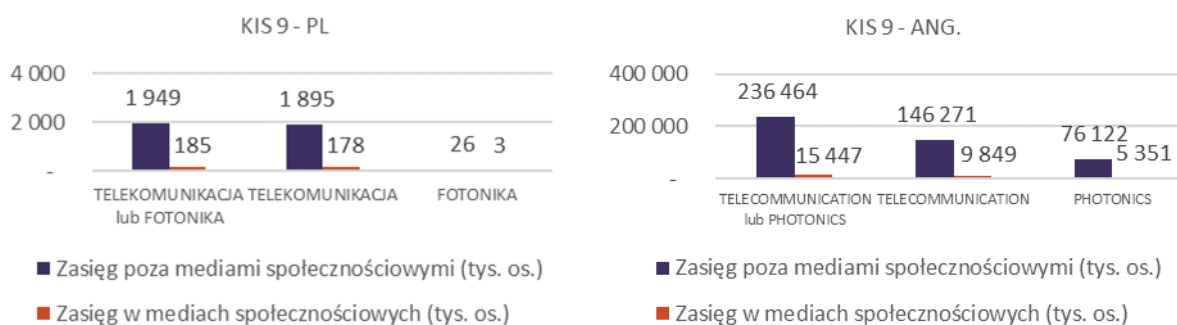 KIS 9 - PL
4 000
2 000
-
1 949
185
1 895
178
26
3
TELEKOMUNIKACJA
lub FOTONIKA
TELEKOMUNIKACJA
FOTONIKA
Zasięg poza mediami społecznościowymi (tys. os.)
Zasięg w mediach społecznościowych (tys. os.)
KIS 9 - ANG.
400 000
200 000
-
236 464
15 447
146 271
9 849
76 122
5 351
TELECOMMUNICATION
lub PHOTONICS
TELECOMMUNICATION
PHOTONICS
Zasięg poza mediami społecznościowymi (tys. os.)
Zasięg w mediach społecznościowych (tys. os.)